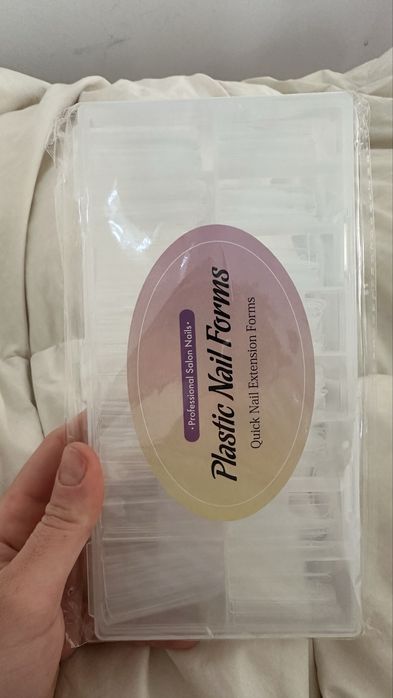 • Professional Salon Nails •
Plastic Nail Forms
Quick Nail Extension Forms